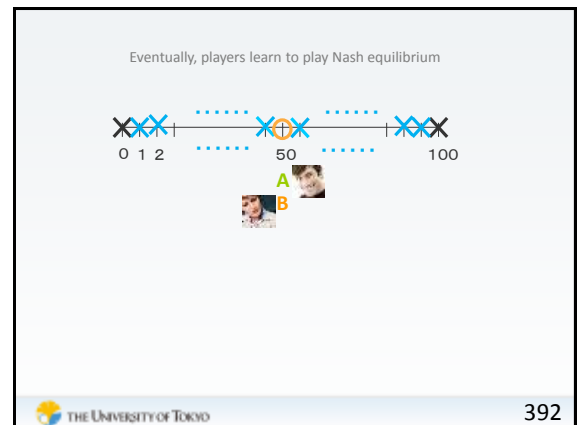 Eventually, players learn to play Nash equilibrium
0 1 2 50 100
A
B
THE UNIVERSITY OF TOKYO
392